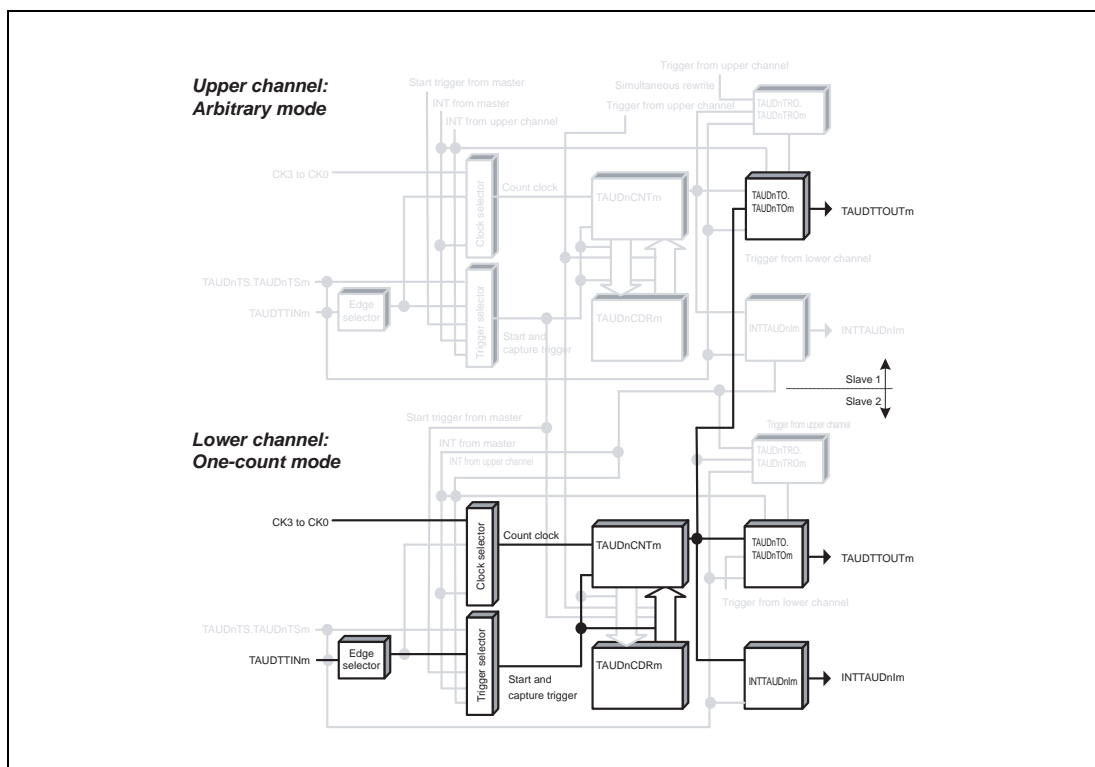 Upper channel:
Arbitrary mode
Trigger from upper channel
Simultaneous rewrite
Start trigger from master
Trigger from upper channel
INT from master
INT from upper channel
TAUDnTRO.
TAUDnTROm
CK3 to CK0
Clock selector
Count clock
TAUDnCNTm
TAUDnTO.
TAUDnTOm
TAUDTTOUTm
Trigger from lower channel
TAUDnTS.TAUDnTSm
TAUDTTINm
Edge
selector
Trigger selector
Start and
capture trigger
TAUDnCDRm
INTTAUDnIm
INTTAUDnIm
Slave 1
Slave 2
Lower channel:
One-count mode
Start trigger from master
INT from master
INT from upper channel
Trigger from upper channel
TAUDnTRO.
TAUDnTROm
CK3 to CK0
Clock selector
Count clock
TAUDnCNTm
TAUDnTO.
TAUDnTOm
TAUDTTOUTm
Trigger from lower channel
TAUDnTS.TAUDnTSm
TAUDTTINm
Edge
selector
Trigger selector
Start and
capture trigger
TAUDnCDRm
INTTAUDnIm
INTTAUDnIm